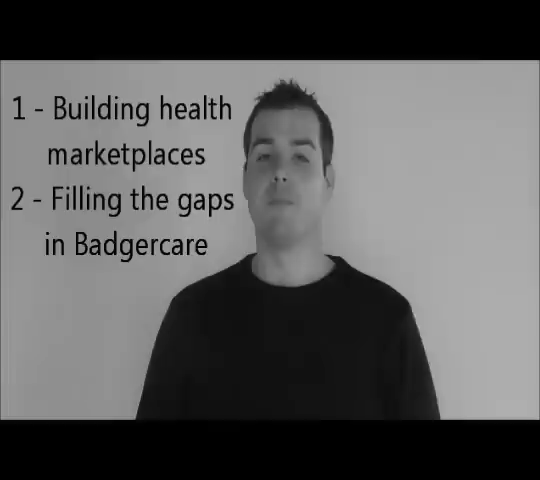 1 - Building health
marketplaces
2 - Filling the gaps
in Badgercare